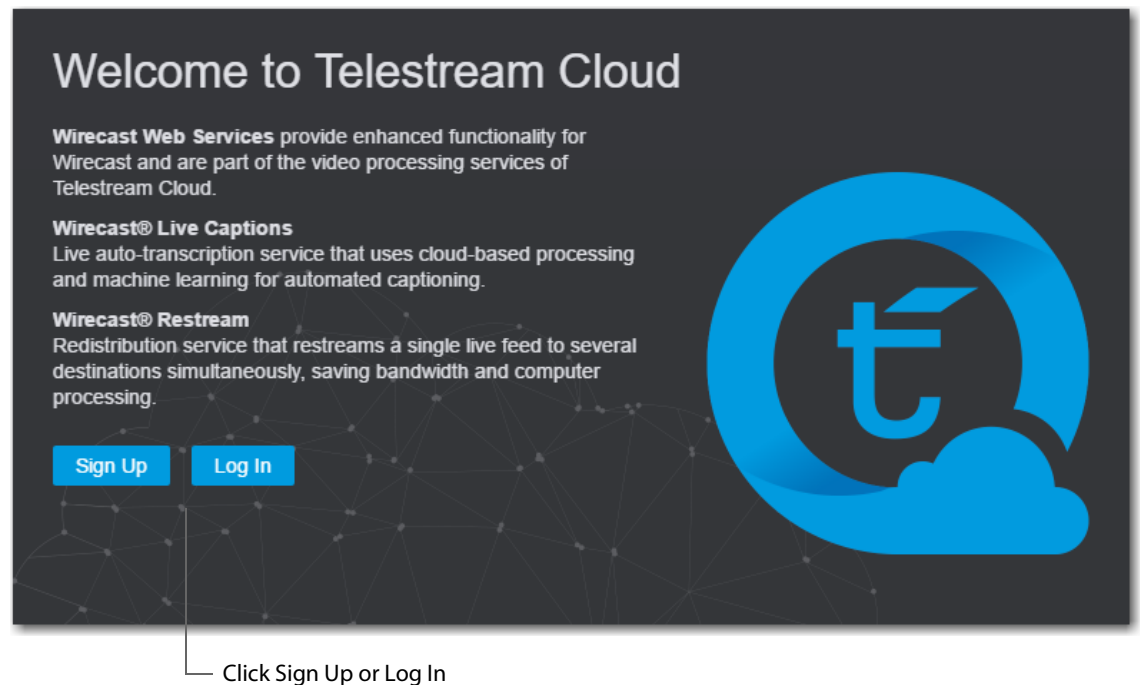 Welcome to Telestream Cloud
Wirecast Web Services provide enhanced functionality for
Wirecast and are part of the video processing services of
Telestream Cloud.
Wirecast® Live Captions
Live auto-transcription service that uses cloud-based processing
and machine learning for automated captioning.
Wirecast® Restream
Redistribution service that restreams a single live feed to several
destinations simultaneously, saving bandwidth and computer
processing.
Sign Up
Log In
Click Sign Up or Log In